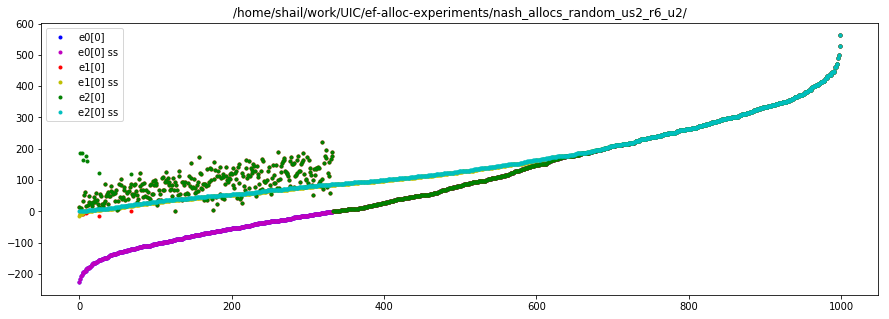 /home/shail/work/UIC/ef-alloc-experiments/nash_allocs_random_us2_r6_u2/
600
500
400
300
200
100
0
−100
−200
e0[0]
e0[0] ss
e1[0]
e1[0] ss
e2[0]
e2[0] ss
0 200 400 600 800 1000